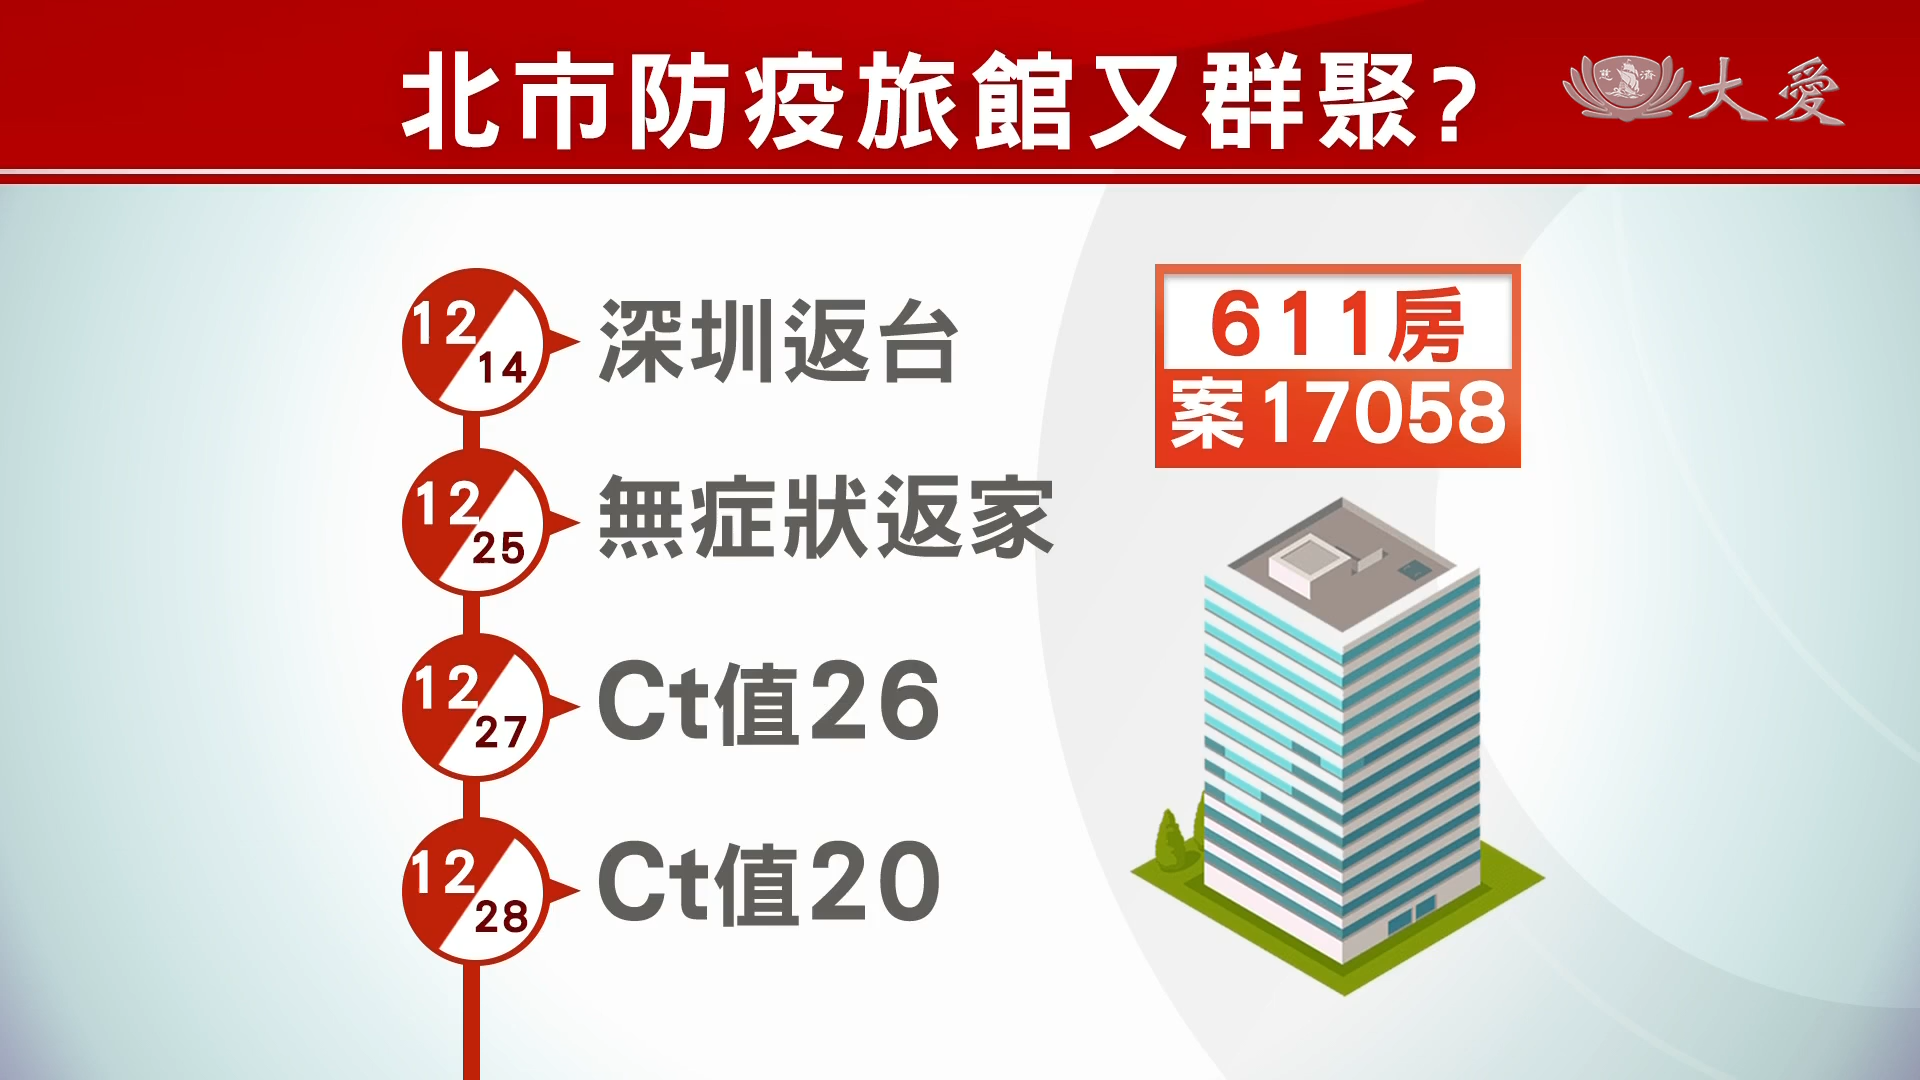 北市防疫旅館又群聚?
慈濟
大愛
12
14
深圳返台
12
25
無症狀返家
12
27
Ct值26
12
28
Ct值20
611房
案17058